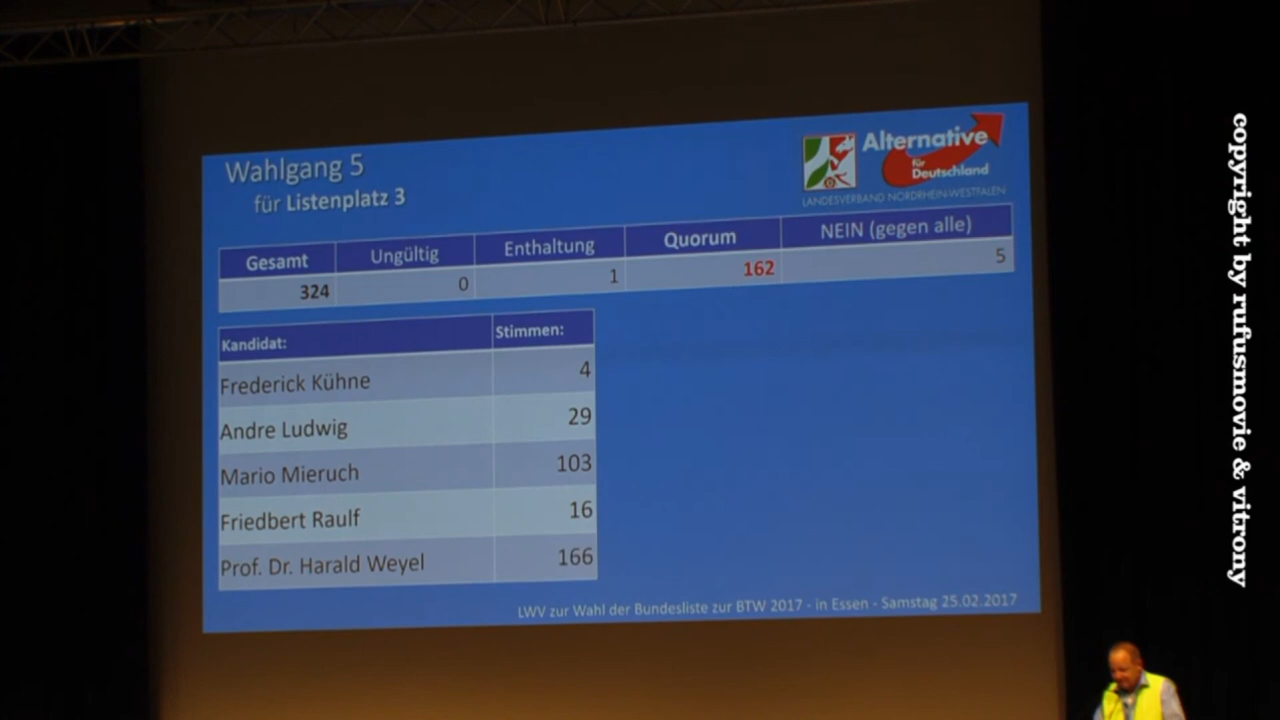 Wahlgang 5
für Listenplatz 3
Alternative
für
Deutschland
LANDESVERBAND NORDRHEIN-WESTFALEN
Gesamt Ungültig Enthaltung Quorum NEIN (gegen alle)
324 0 1 162 5
Kandidat: Stimmen:
Frederick Kühne 4
Andre Ludwig 29
Mario Mieruch 103
Friedbert Raulf 16
Prof. Dr. Harald Weyel 166
LWV zur Wahl der Bundesliste zur BTW 2017 - in Essen - Samstag 25.02.2017
copyright by rufusmovie & vitrony